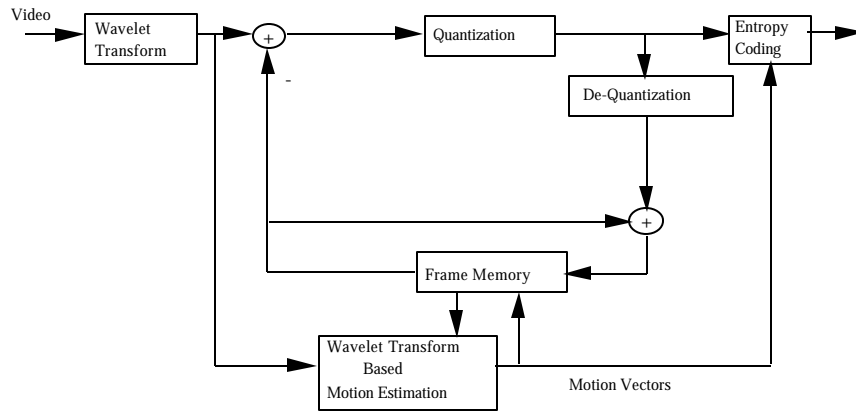 Video
Wavelet
Transform
+
-
Quantization
Entropy
Coding
De-Quantization
+
Frame Memory
Wavelet Transform
Based
Motion Estimation
Motion Vectors